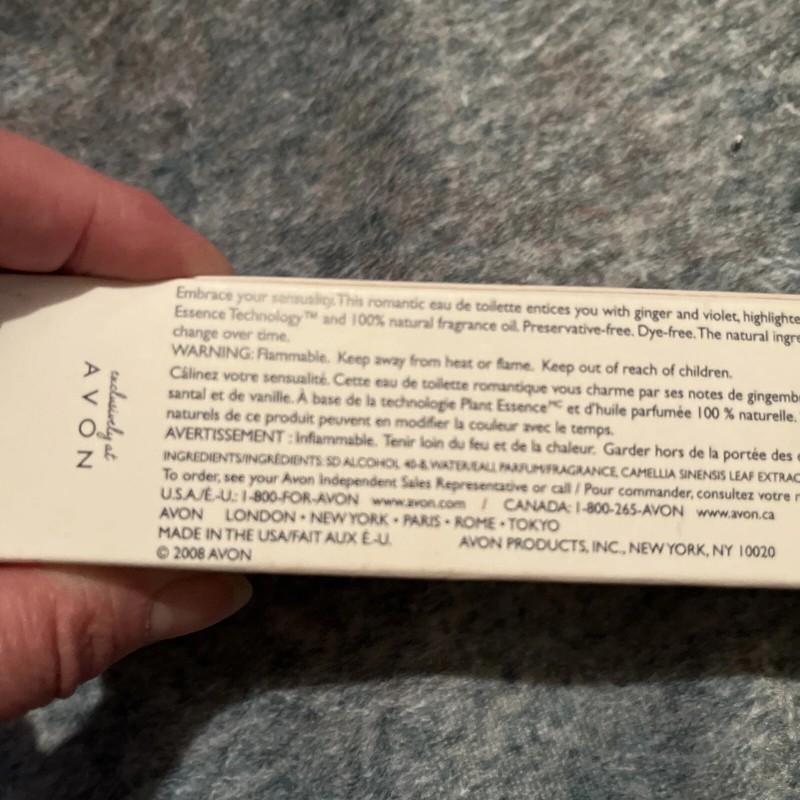 exclusively at
AVON
Embrace your sensuality. This romantic eau de toilette entices you with ginger and violet, highlighte
Essence Technology™ and 100% natural fragrance oil. Preservative-free. Dye-free. The natural ingre
change over time.
WARNING: Flammable. Keep away from heat or flame. Keep out of reach of children.
Câlinez votre sensualité. Cette eau de toilette romantique vous charme par ses notes de gingemb
santal et de vanille. À base de la technologie Plant Essence^MC et d'huile parfumée 100 % naturelle.
naturels de ce produit peuvent en modifier la couleur avec le temps.
AVERTISSEMENT : Inflammable. Tenir loin du feu et de la chaleur. Garder hors de la portée des
INGREDIENTS/INGRÉDIENTS: SD ALCOHOL 40-B, WATER/EAU, PARFUM/FRAGRANCE, CAMELLIA SINENSIS LEAF EXTRAC
To order, see your Avon Independent Sales Representative or call / Pour commander, consultez votre r
U.S.A/É.-U.: 1-800-FOR-AVON www.avon.com / CANADA: 1-800-265-AVON www.avon.ca
AVON LONDON • NEW YORK • PARIS • ROME • TOKYO
MADE IN THE USA/FAIT AUX É.-U. AVON PRODUCTS, INC., NEW YORK, NY 10020
© 2008 AVON